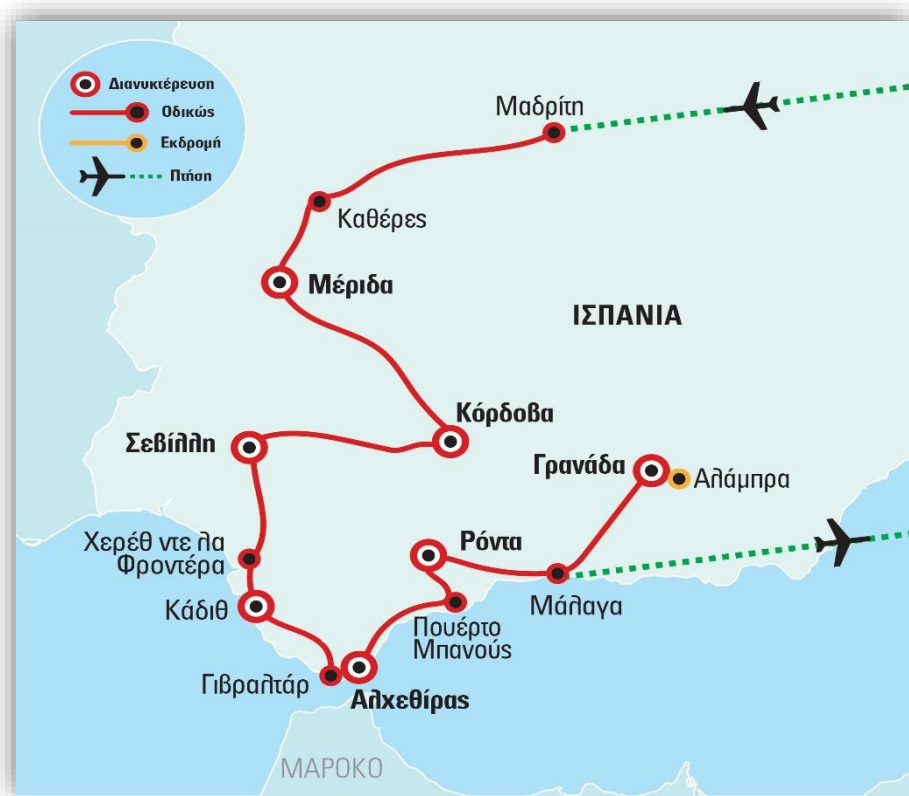 Διανυκτέρευση
Οδικώς
Εκδρομή
Πτήση
Μαδρίτη
Καθέρες
Μέριδα
ΙΣΠΑΝΙΑ
Κόρδοβα
Σεβίλλη
Γρανάδα
Αλάμπρα
Χερέθ ντε λα
Φροντέρα
Ρόντα
Κάδιθ
Μάλαγα
Πουέρτο
Μπανούς
Γιβραλτάρ
Αλχεθίρας
ΜΑΡΟΚΟ